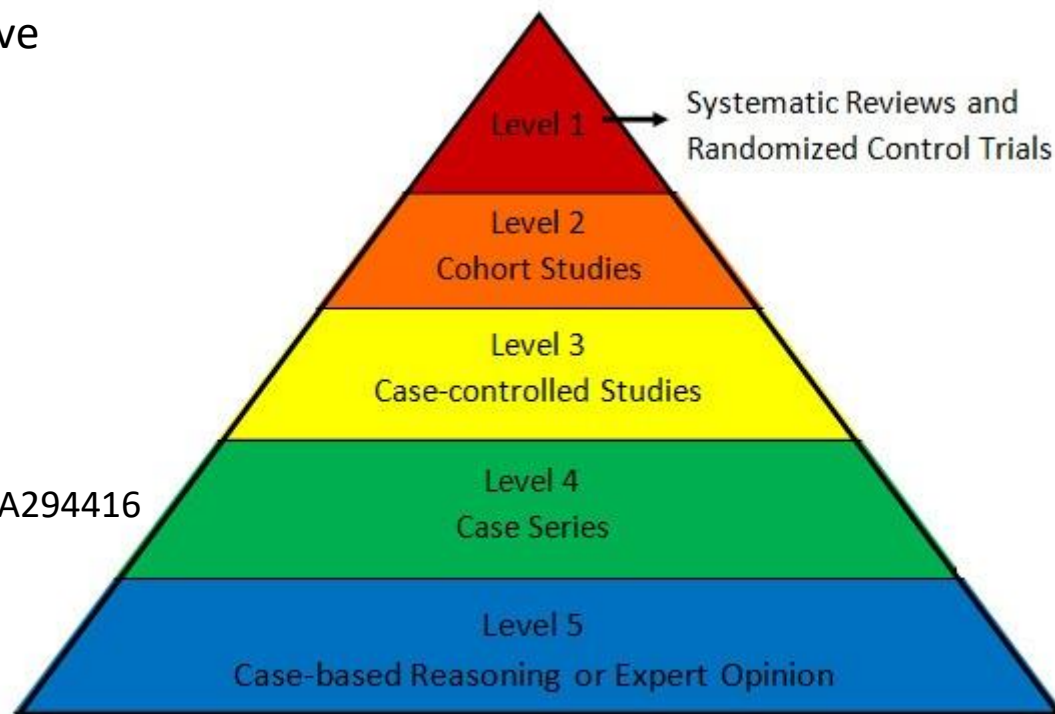 ve
Level 1
Systematic Reviews and
Randomized Control Trials
Level 2
Cohort Studies
Level 3
Case-controlled Studies
Level 4
Case Series
A294416
Level 5
Case-based Reasoning or Expert Opinion